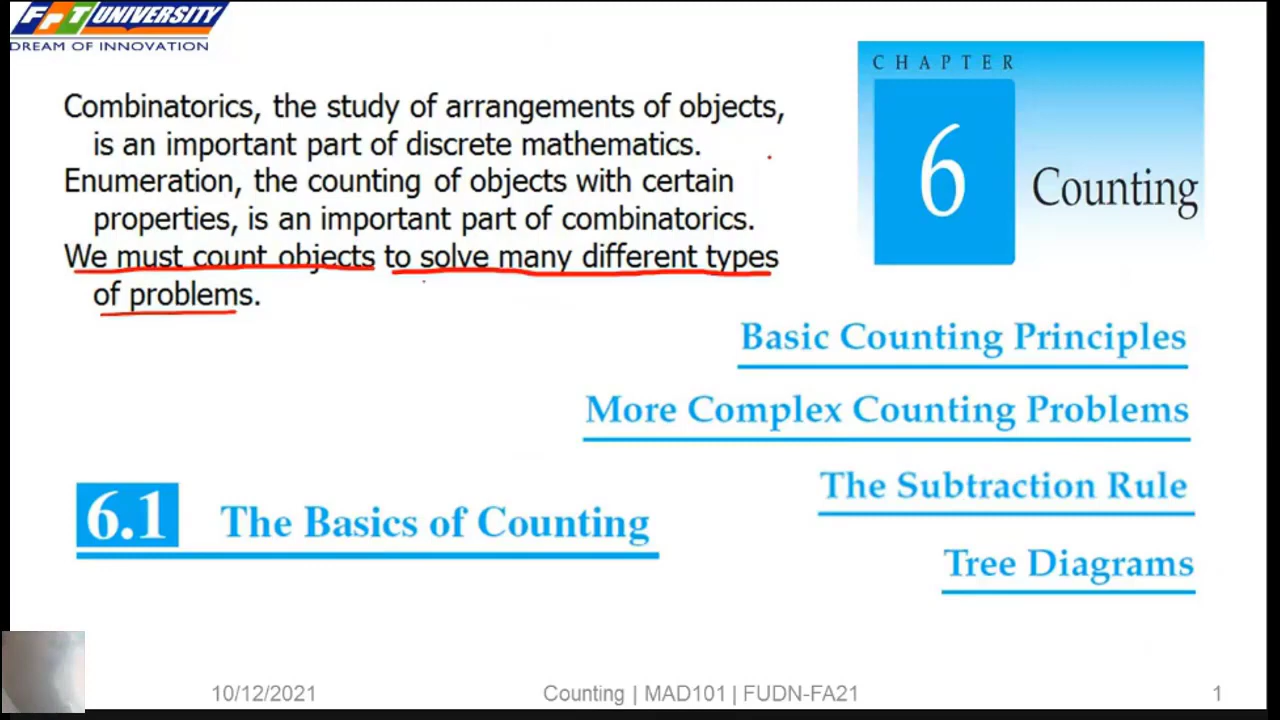 FPT UNIVERSITY
DREAM OF INNOVATION
CHAPTER
6
Counting
Combinatorics, the study of arrangements of objects,
is an important part of discrete mathematics.
Enumeration, the counting of objects with certain
properties, is an important part of combinatorics.
We must count objects to solve many different types
of problems.
Basic Counting Principles
More Complex Counting Problems
The Subtraction Rule
Tree Diagrams
6.1 The Basics of Counting
10/12/2021 Counting | MAD101 | FUDN-FA21 1